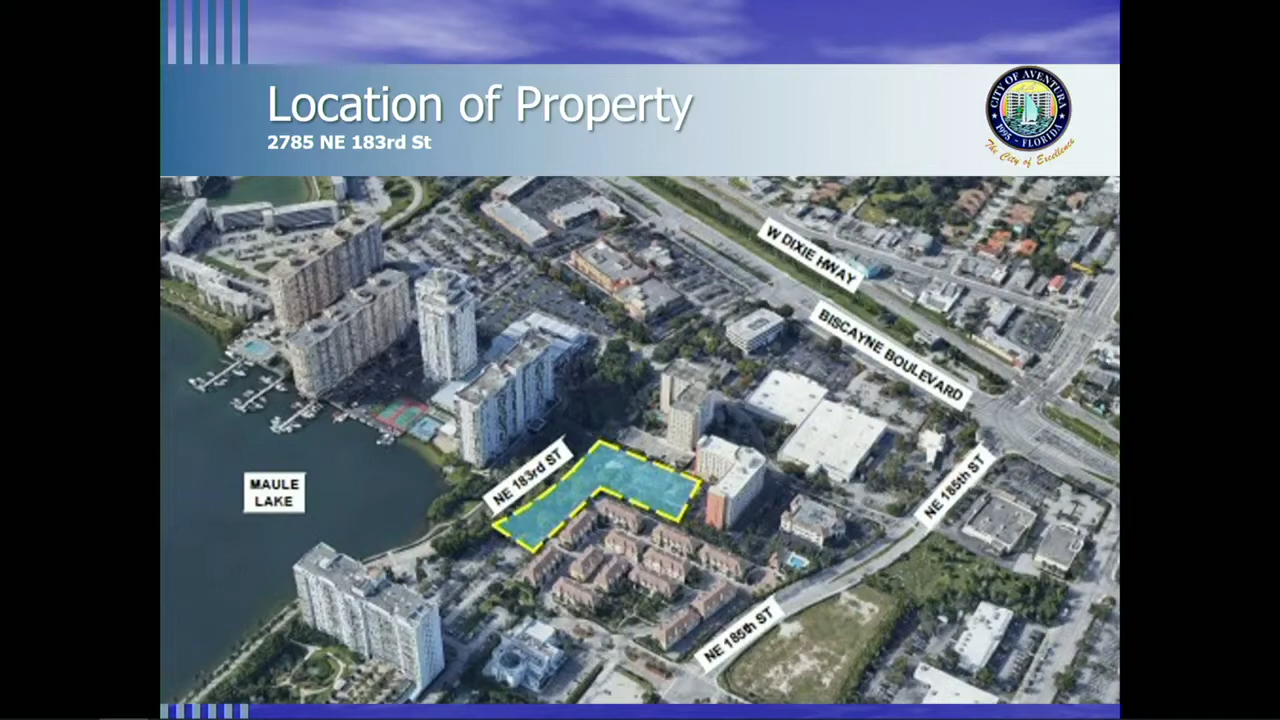 Location of Property
2785 NE 183rd St
CITY OF AVENTURA
1995 - FLORIDA
The City of Excellence
W DIXIE HWAY
BISCAYNE BOULEVARD
NE 183rd ST
NE 185th ST
MAULE
LAKE
NE 185th ST